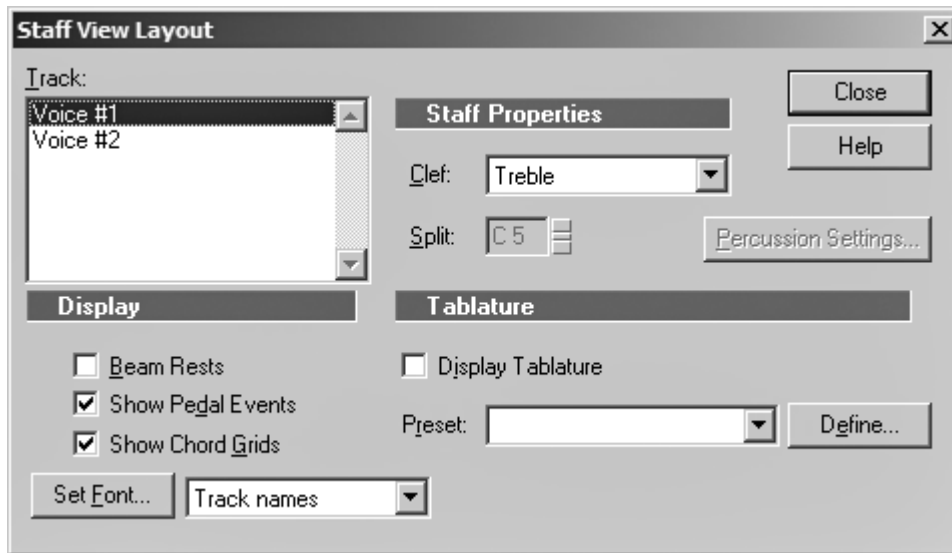 Staff View Layout
Track:
Voice #1
Voice #2
Staff Properties
Clef:
Treble
Split:
C 5
Close
Help
Percussion Settings...
Display
Beam Rests
Show Pedal Events
Show Chord Grids
Set Font...
Track names
Tablature
Display Tablature
Preset:
Define...